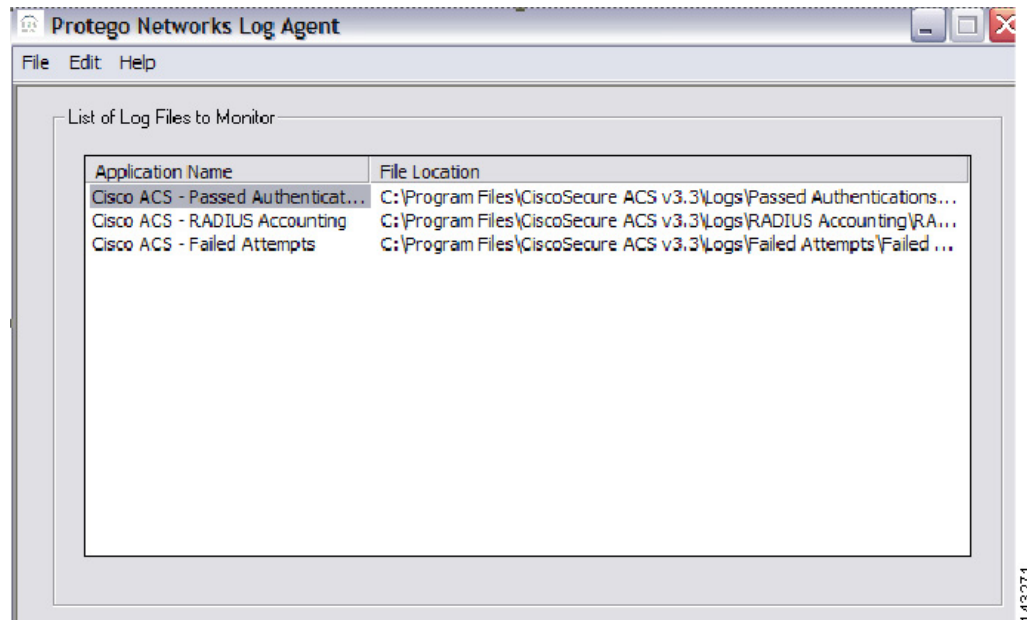 Protego Networks Log Agent
File Edit Help
List of Log Files to Monitor
Application Name File Location
Cisco ACS - Passed Authenticat... C:\Program Files\CiscoSecure ACS v3.3\Logs\Passed Authentications...
Cisco ACS - RADIUS Accounting C:\Program Files\CiscoSecure ACS v3.3\Logs\RADIUS Accounting\RA...
Cisco ACS - Failed Attempts C:\Program Files\CiscoSecure ACS v3.3\Logs\Failed Attempts\Failed ...
143271